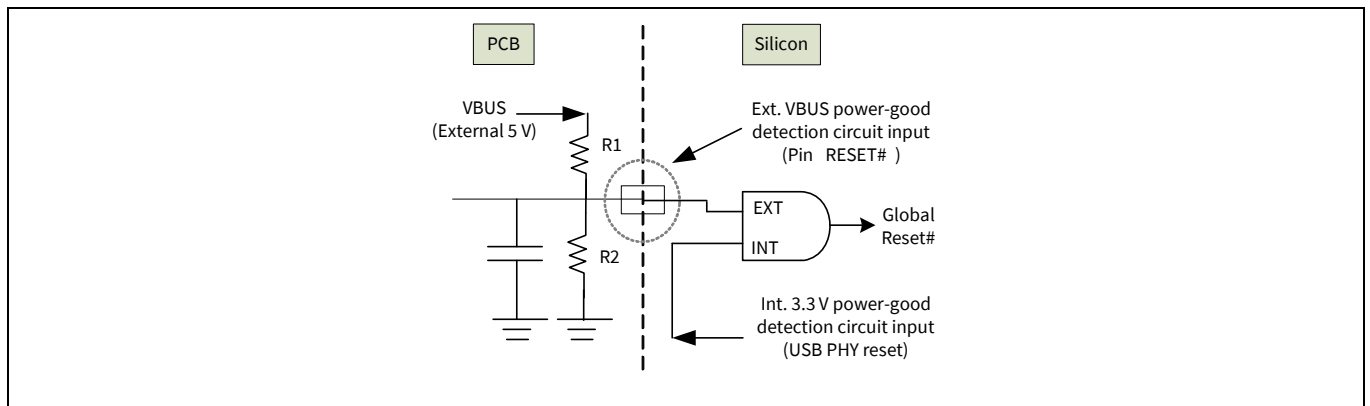 PCB
Silicon
VBUS
(External 5 V)
R1
R2
Ext. VBUS power-good
detection circuit input
(Pin RESET# )
EXT
INT
Global
Reset#
Int. 3.3 V power-good
detection circuit input
(USB PHY reset)